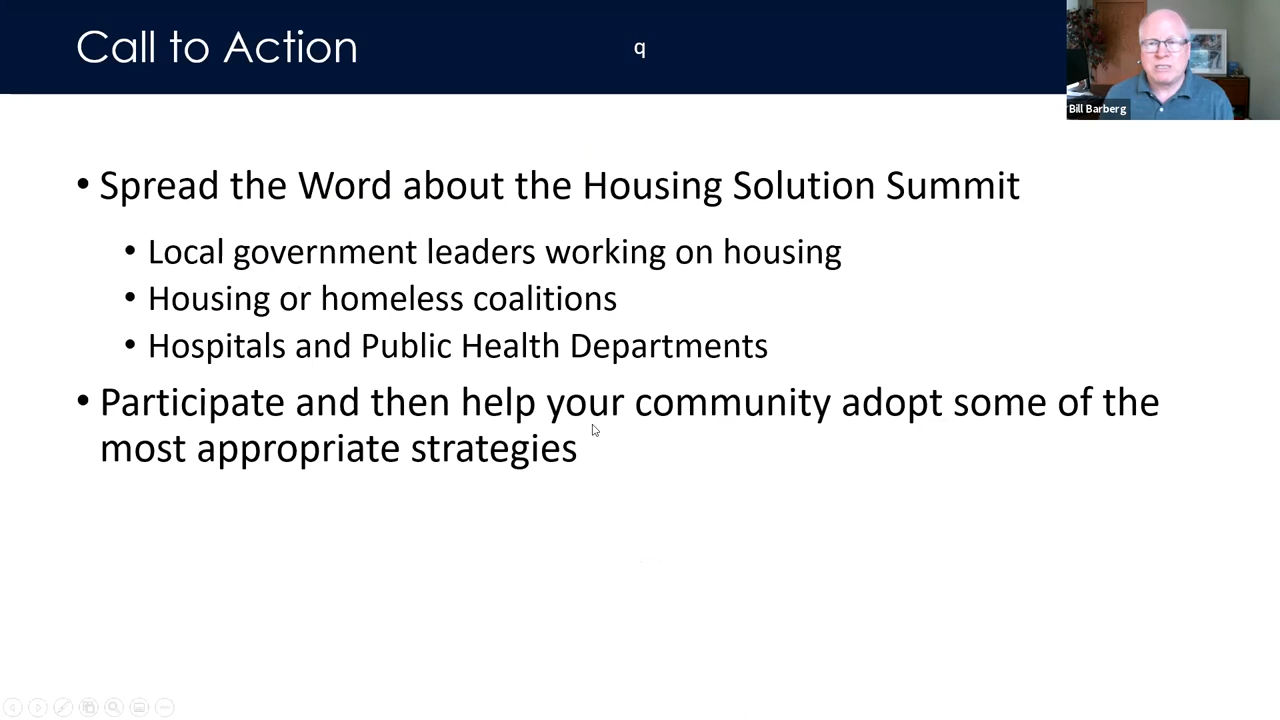 Call to Action
q
Bill Barberg
• Spread the Word about the Housing Solution Summit
• Local government leaders working on housing
• Housing or homeless coalitions
• Hospitals and Public Health Departments
• Participate and then help your community adopt some of the
most appropriate strategies